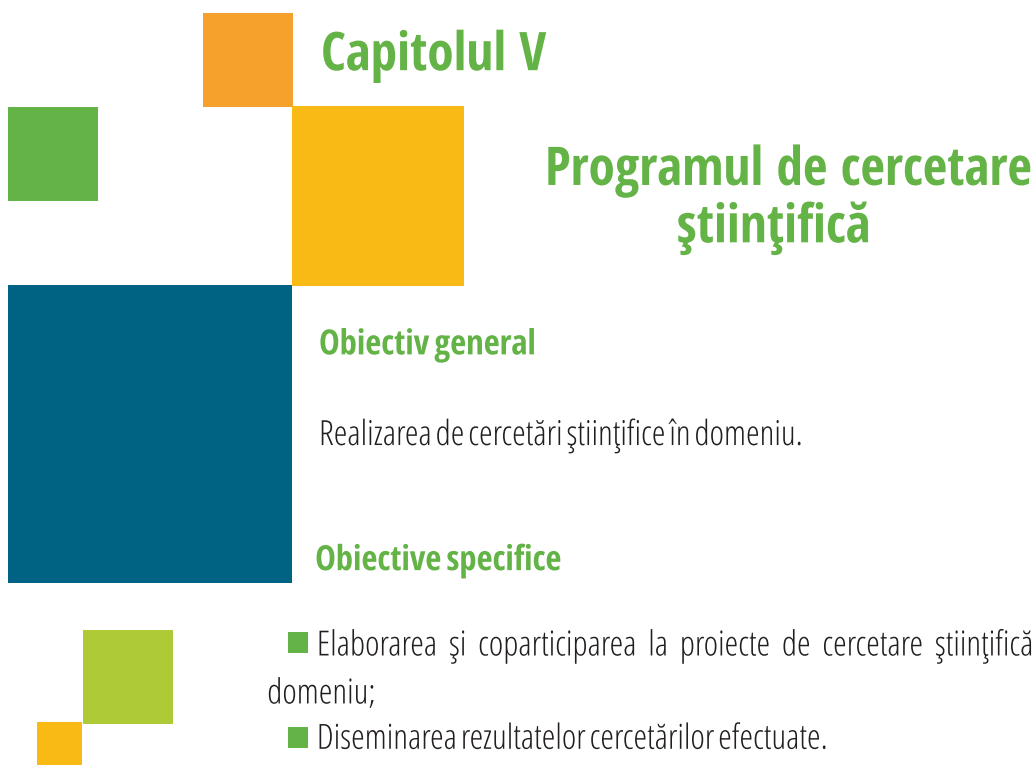 Capitolul V
Programul de cercetare
ştiinţifică
Obiectiv general
Realizarea de cercetări ştiinţifice în domeniu.
Obiective specifice
Elaborarea şi coparticiparea la proiecte de cercetare ştiinţifică
domeniu;
Diseminarea rezultatelor cercetărilor efectuate.